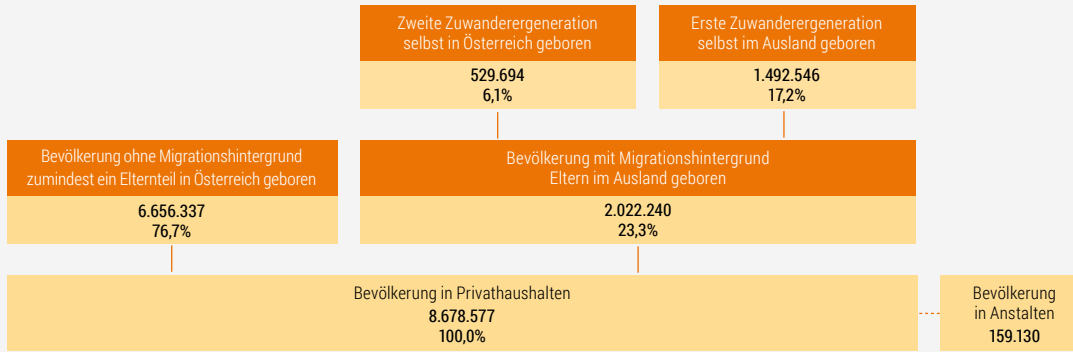 Zweite Zuwanderergeneration
selbst in Österreich geboren
529.694
6,1%
Erste Zuwanderergeneration
selbst im Ausland geboren
1.492.546
17,2%
Bevölkerung ohne Migrationshintergrund
zumindest ein Elternteil in Österreich geboren
6.656.337
76,7%
Bevölkerung mit Migrationshintergrund
Eltern im Ausland geboren
2.022.240
23,3%
Bevölkerung in Privathaushalten
8.678.577
100,0%
Bevölkerung
in Anstalten
159.130